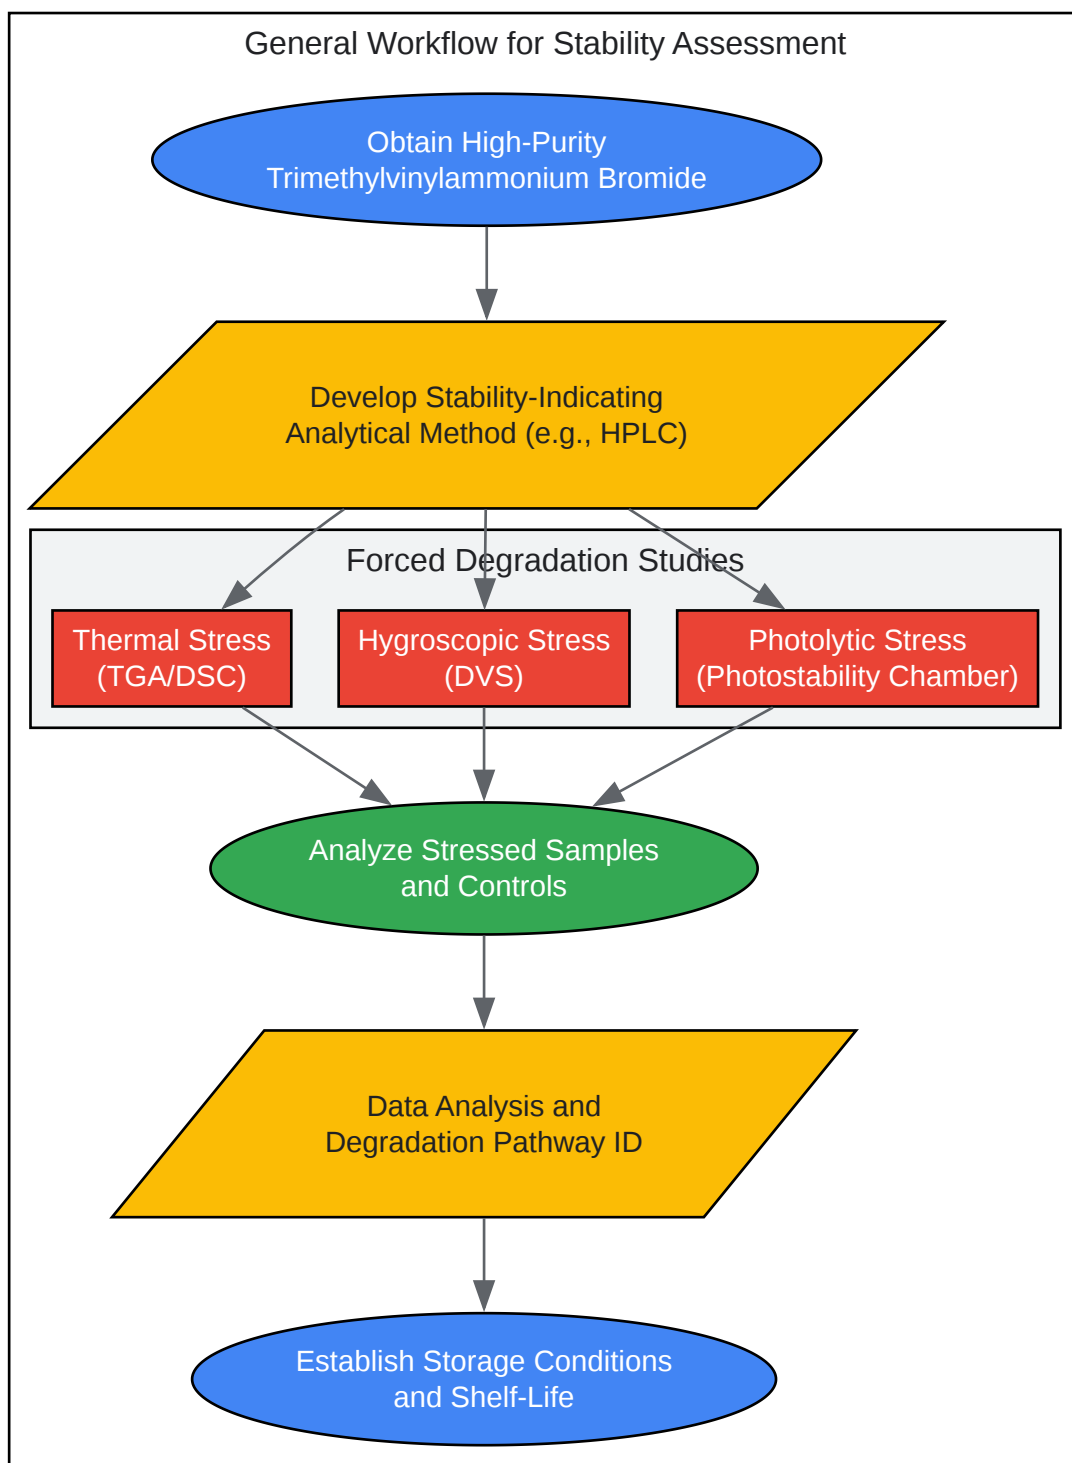 General Workflow for Stability Assessment
Obtain High-Purity
Trimethylvinylammonium Bromide
Develop Stability-Indicating
Analytical Method (e.g., HPLC)
Forced Degradation Studies
Thermal Stress
(TGA/DSC)
Hygroscopic Stress
(DVS)
Photolytic Stress
(Photostability Chamber)
Analyze Stressed Samples
and Controls
Data Analysis and
Degradation Pathway ID
Establish Storage Conditions
and Shelf-Life